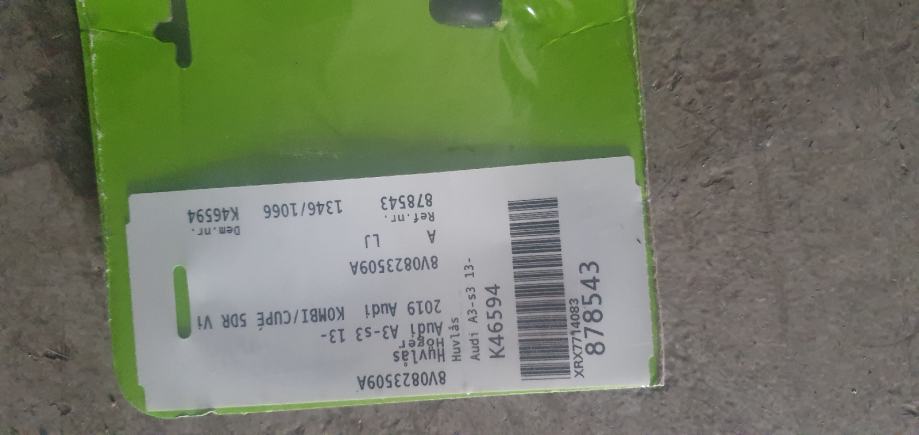 8V0823509A
Huvlås
Höger
Audi A3-s3 13-
2019 Audi KOMBI/CUPÉ 5DR Vi
8V0823509A
A LJ
Ref.nr. Dem.nr.
878543 1346/1066 K46594
Huvlås
Audi A3-s3 13-
K46594
XRX7714083
878543